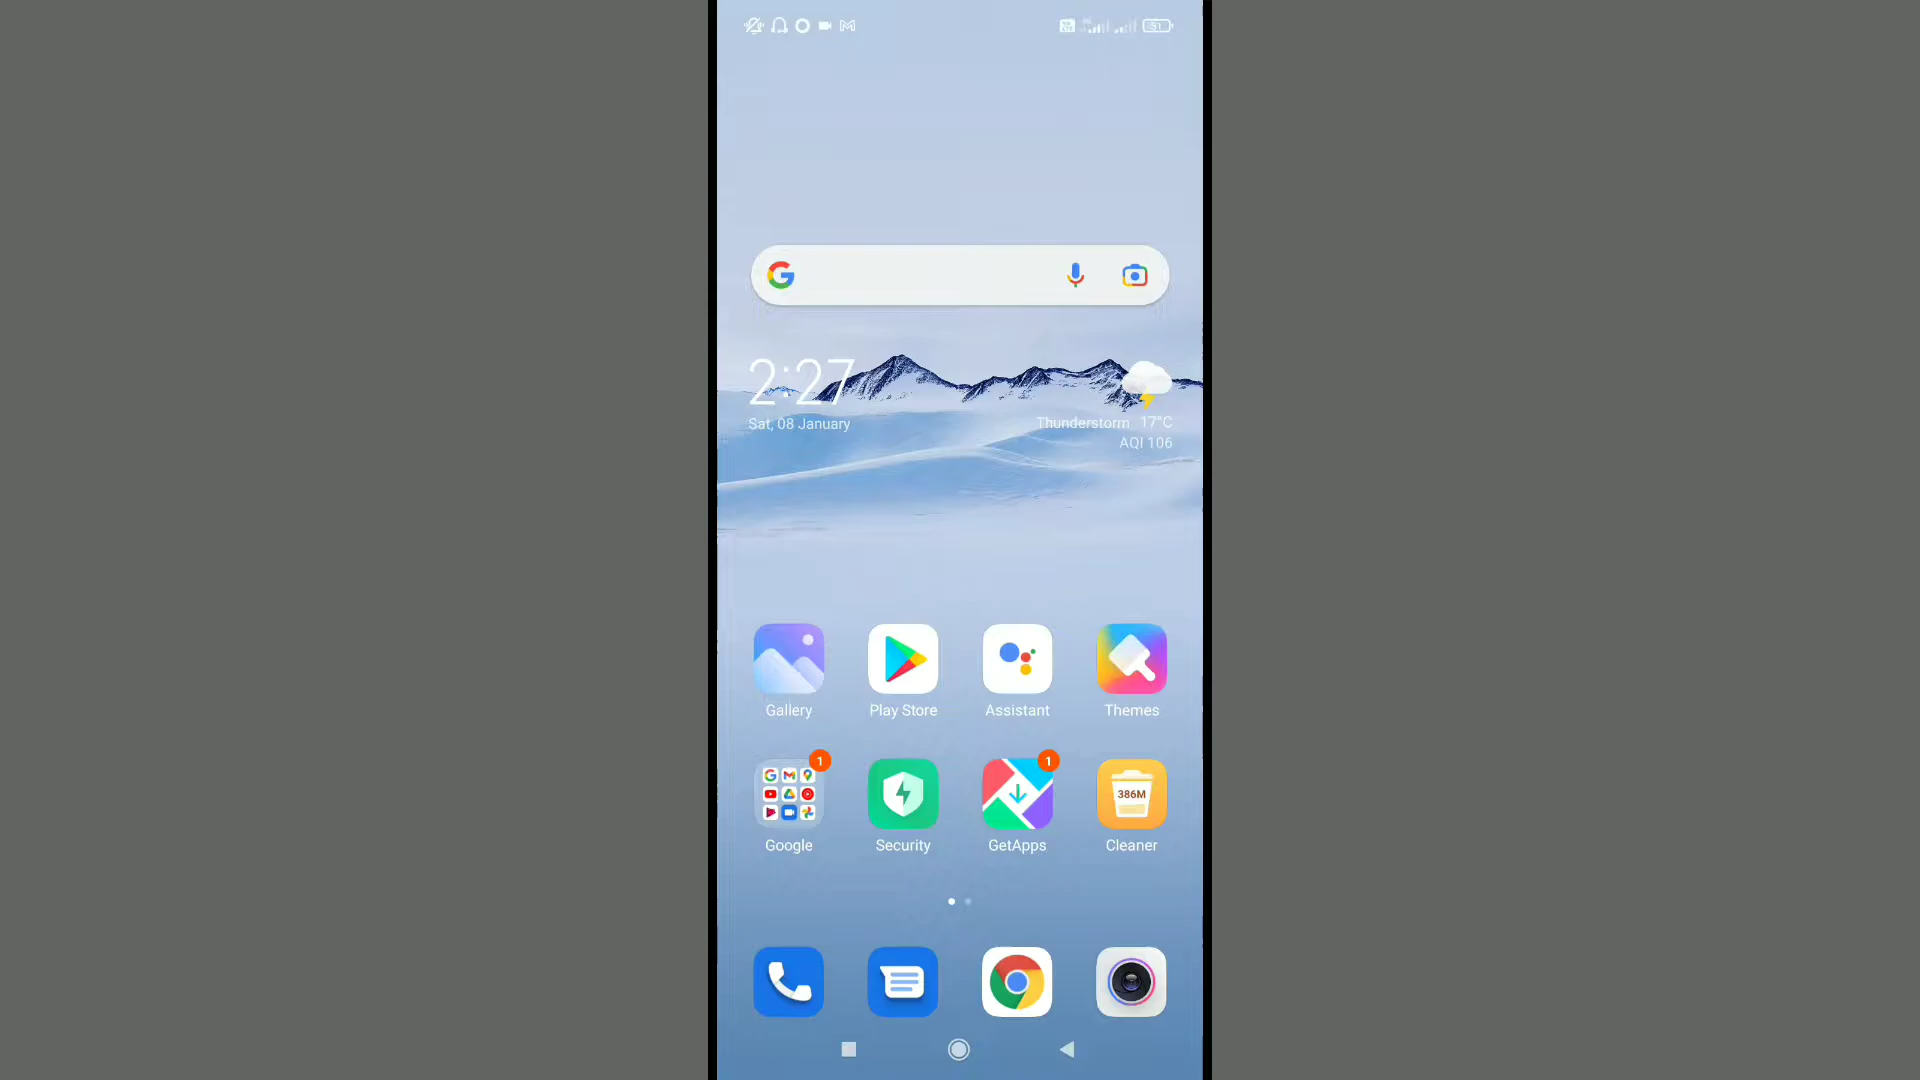 51
2:27
Sat, 08 January
Thunderstorm 17°C
AQI 106
Gallery
Play Store
Assistant
Themes
1
1
386M
Google
Security
GetApps
Cleaner